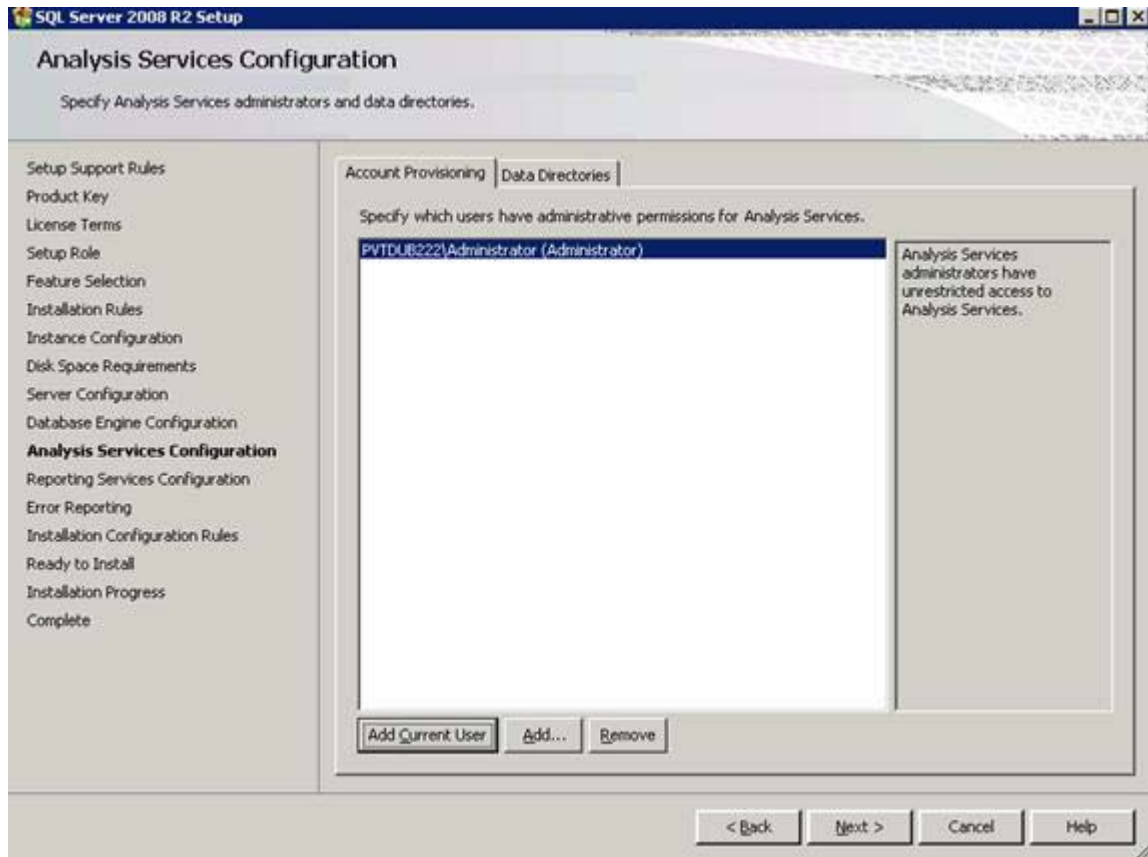 SQL Server 2008 R2 Setup
Analysis Services Configuration
Specify Analysis Services administrators and data directories.
Setup Support Rules
Product Key
License Terms
Setup Role
Feature Selection
Installation Rules
Instance Configuration
Disk Space Requirements
Server Configuration
Database Engine Configuration
Analysis Services Configuration
Reporting Services Configuration
Error Reporting
Installation Configuration Rules
Ready to Install
Installation Progress
Complete
Account Provisioning
Data Directories
Specify which users have administrative permissions for Analysis Services.
PVTDUB222\Administrator (Administrator)
Analysis Services
administrators have
unrestricted access to
Analysis Services.
Add Current User
Add...
Remove
< Back
Next >
Cancel
Help